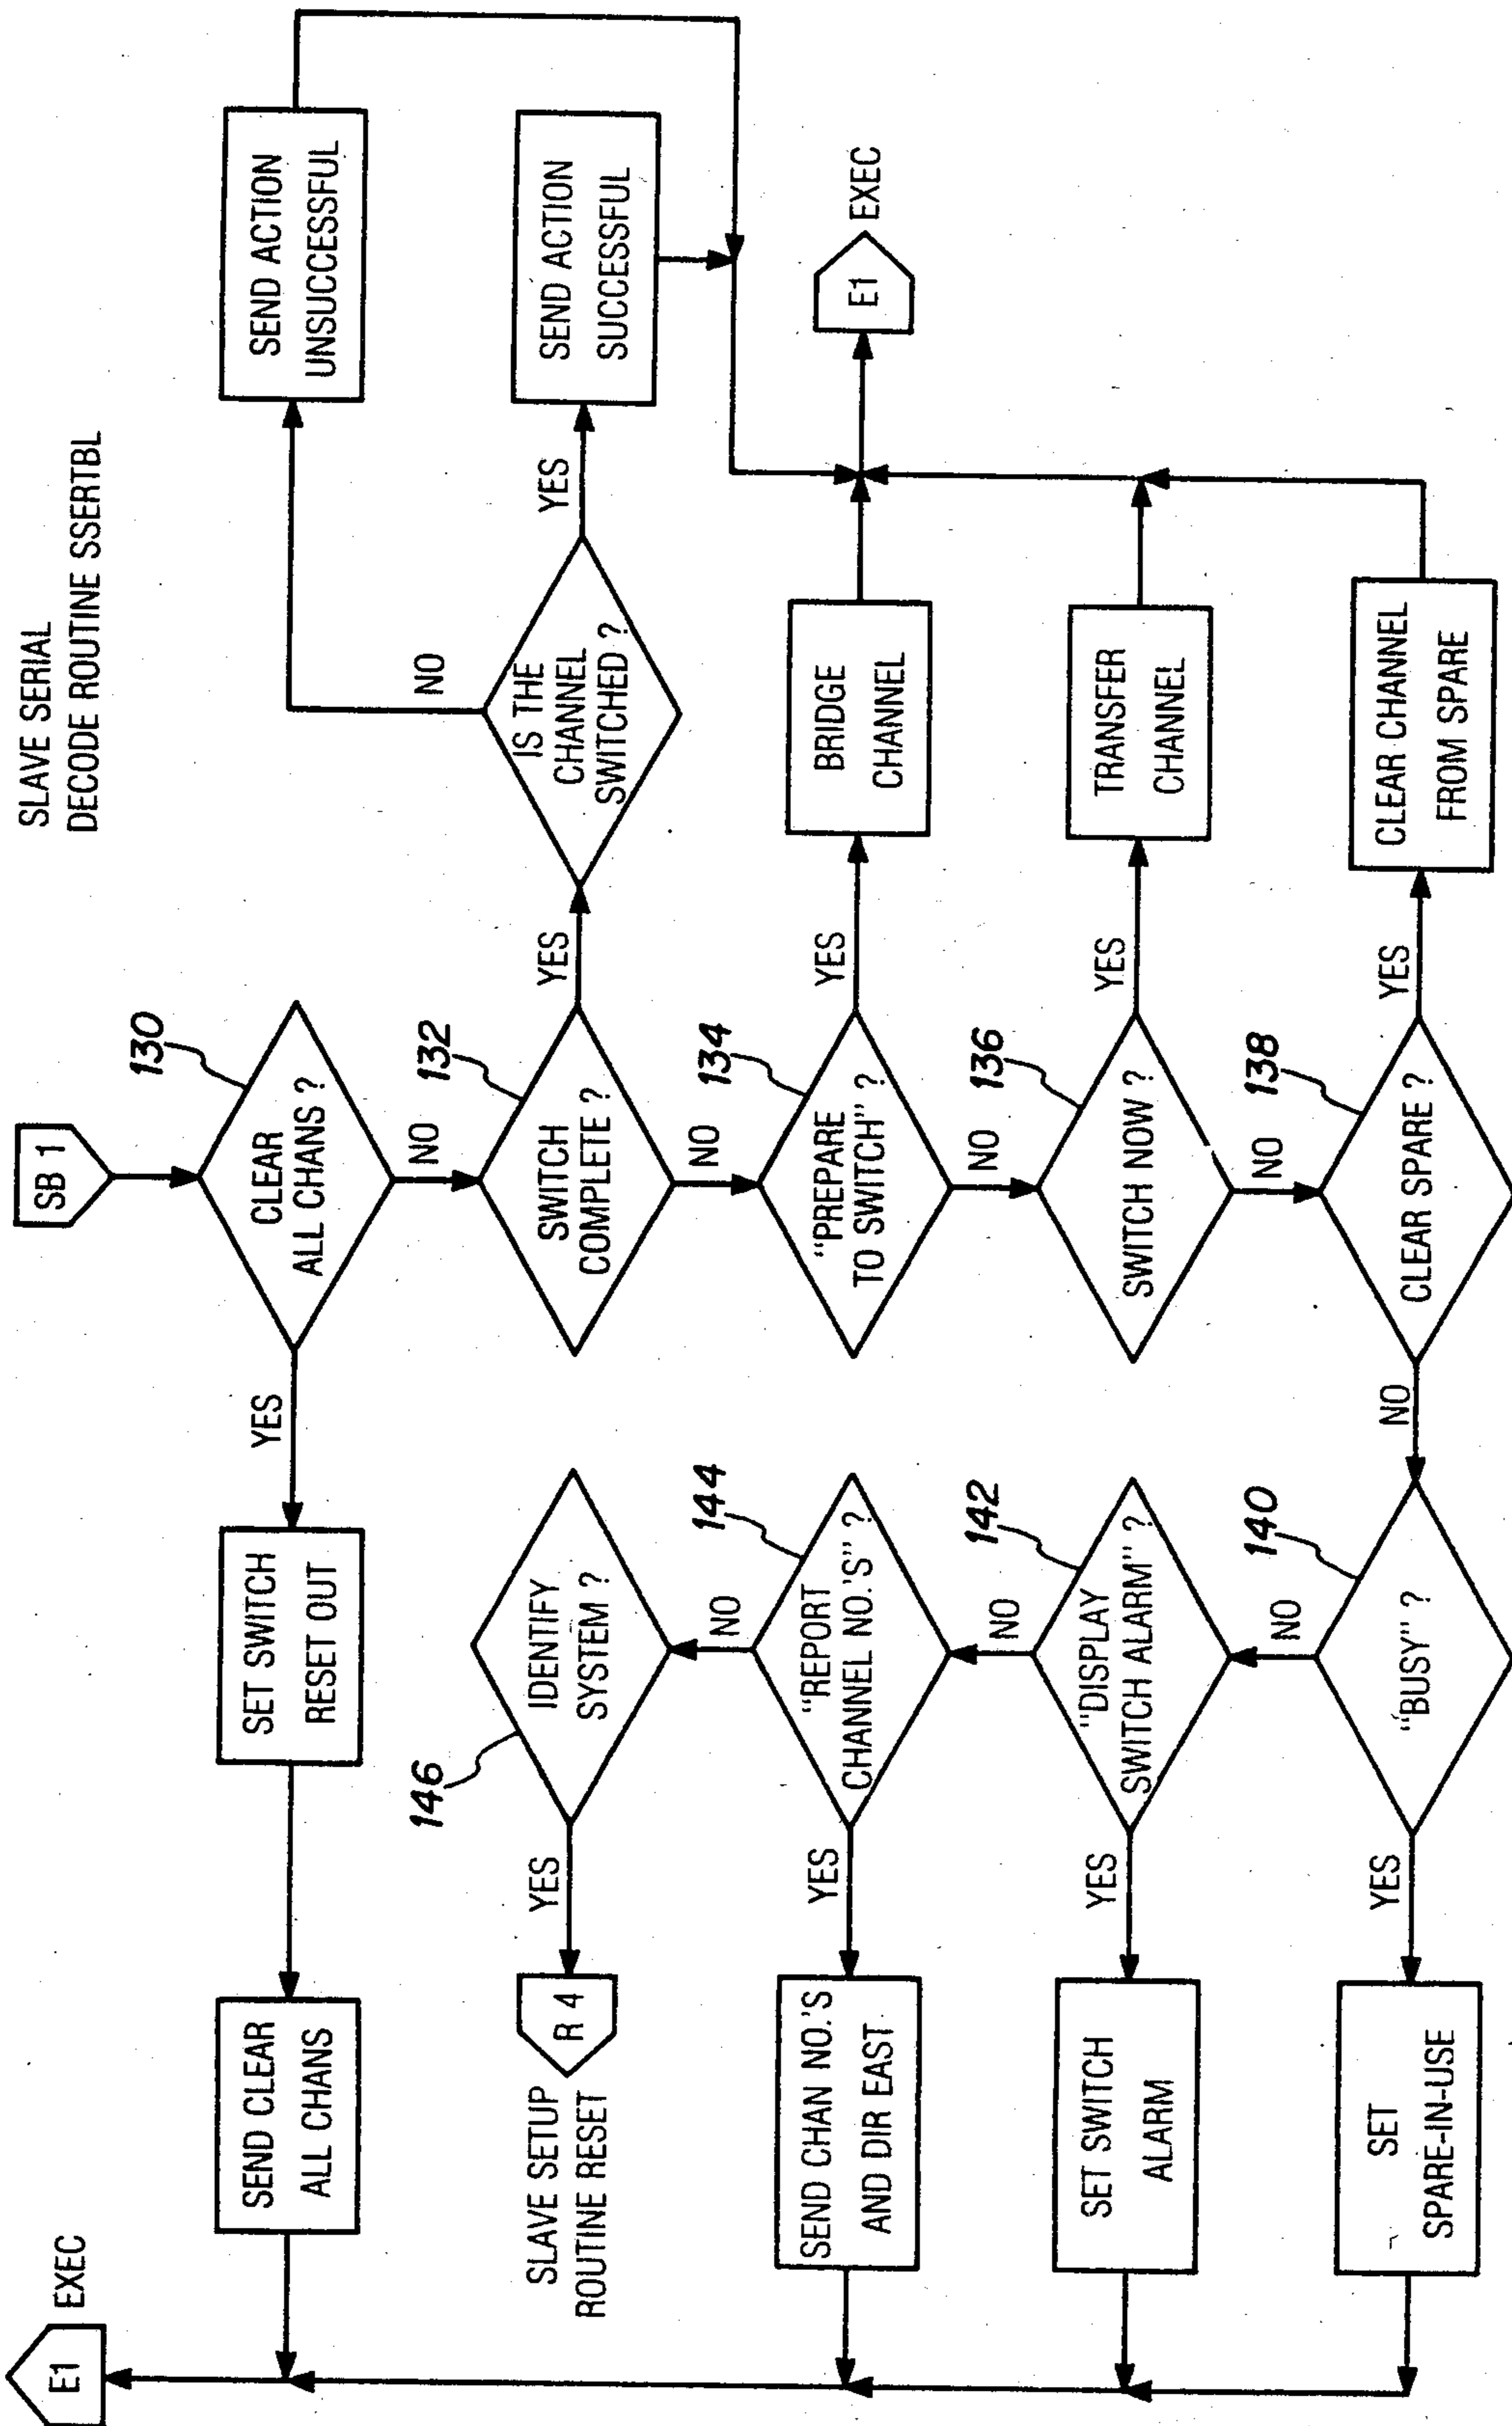 SLAVE SERIAL
DECODE ROUTINE SSERTBL
SB 1
130
CLEAR
ALL CHANS ?
YES
NO
SET SWITCH
RESET OUT
SEND CLEAR
ALL CHANS
E1
EXEC
132
SWITCH
COMPLETE ?
YES
NO
IS THE
CHANNEL
SWITCHED ?
NO
YES
SEND ACTION
UNSUCCESSFUL
SEND ACTION
SUCCESSFUL
134
"PREPARE
TO SWITCH" ?
YES
NO
BRIDGE
CHANNEL
E1
EXEC
136
SWITCH NOW ?
YES
NO
TRANSFER
CHANNEL
138
CLEAR SPARE ?
YES
NO
CLEAR CHANNEL
FROM SPARE
140
"BUSY" ?
YES
NO
SET
SPARE-IN-USE
142
"DISPLAY
SWITCH ALARM" ?
YES
NO
SET SWITCH
ALARM
144
"REPORT
CHANNEL NO.'S" ?
YES
NO
SEND CHAN NO.'S
AND DIR EAST
146
IDENTIFY
SYSTEM ?
YES
R 4
SLAVE SETUP
ROUTINE RESET